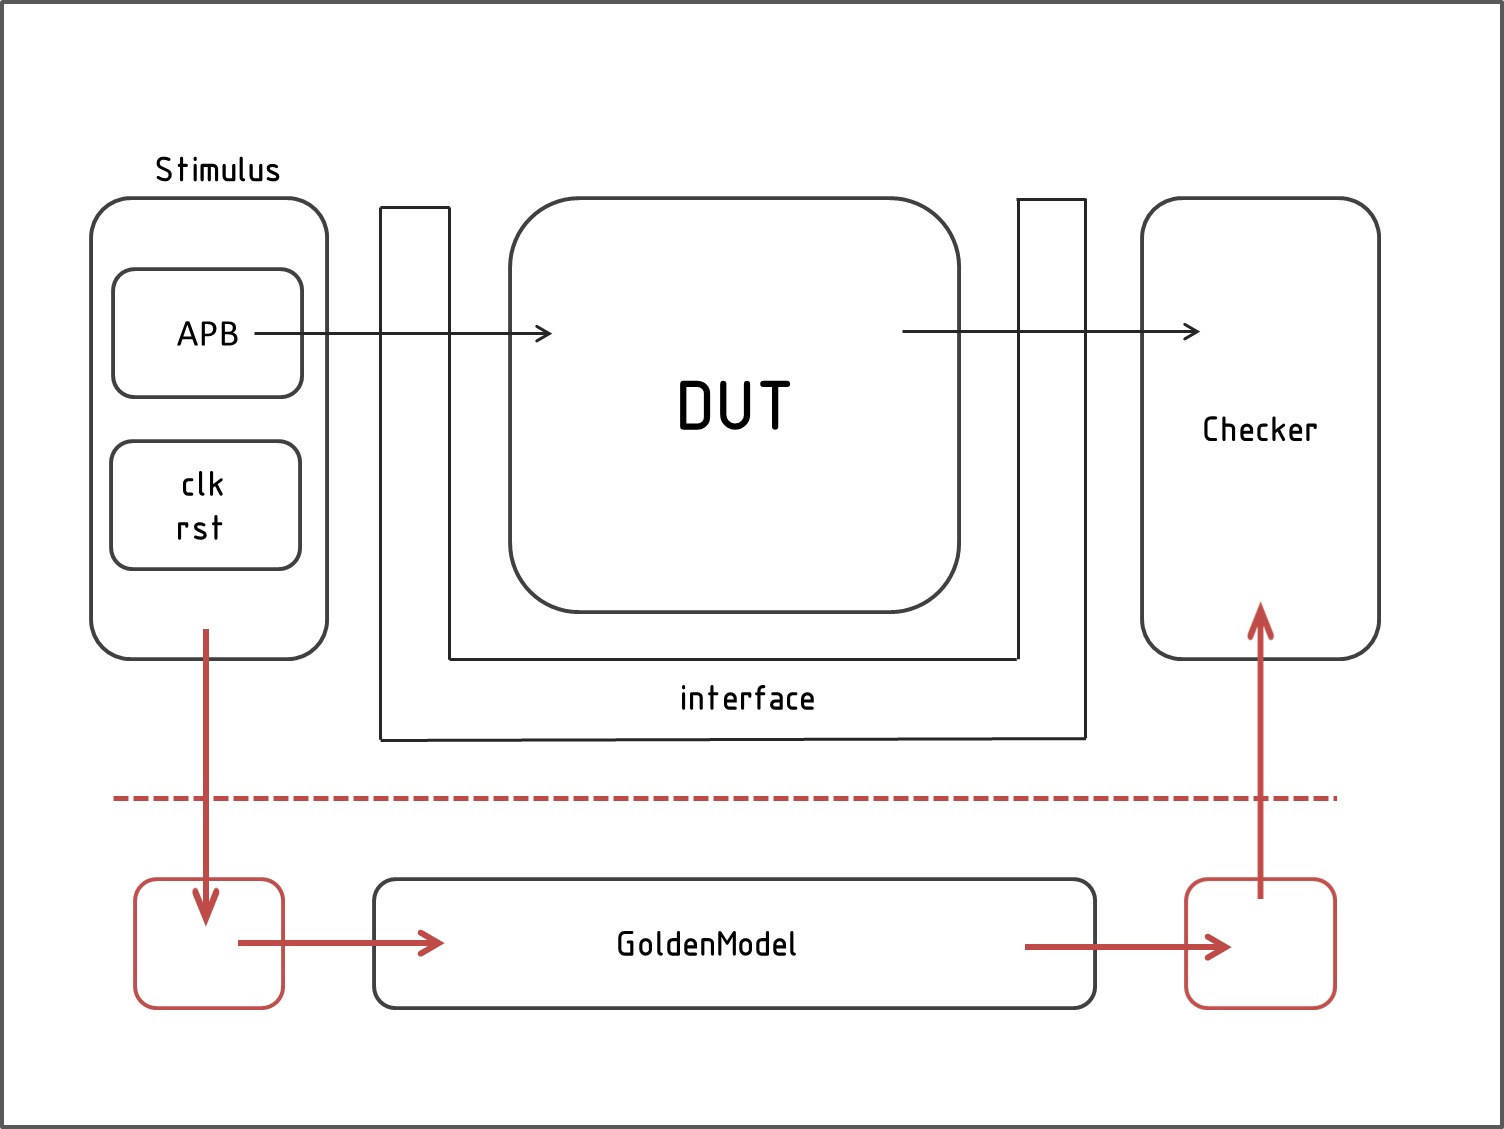 Stimulus
APB
clk
rst
DUT
Checker
interface
GoldenModel